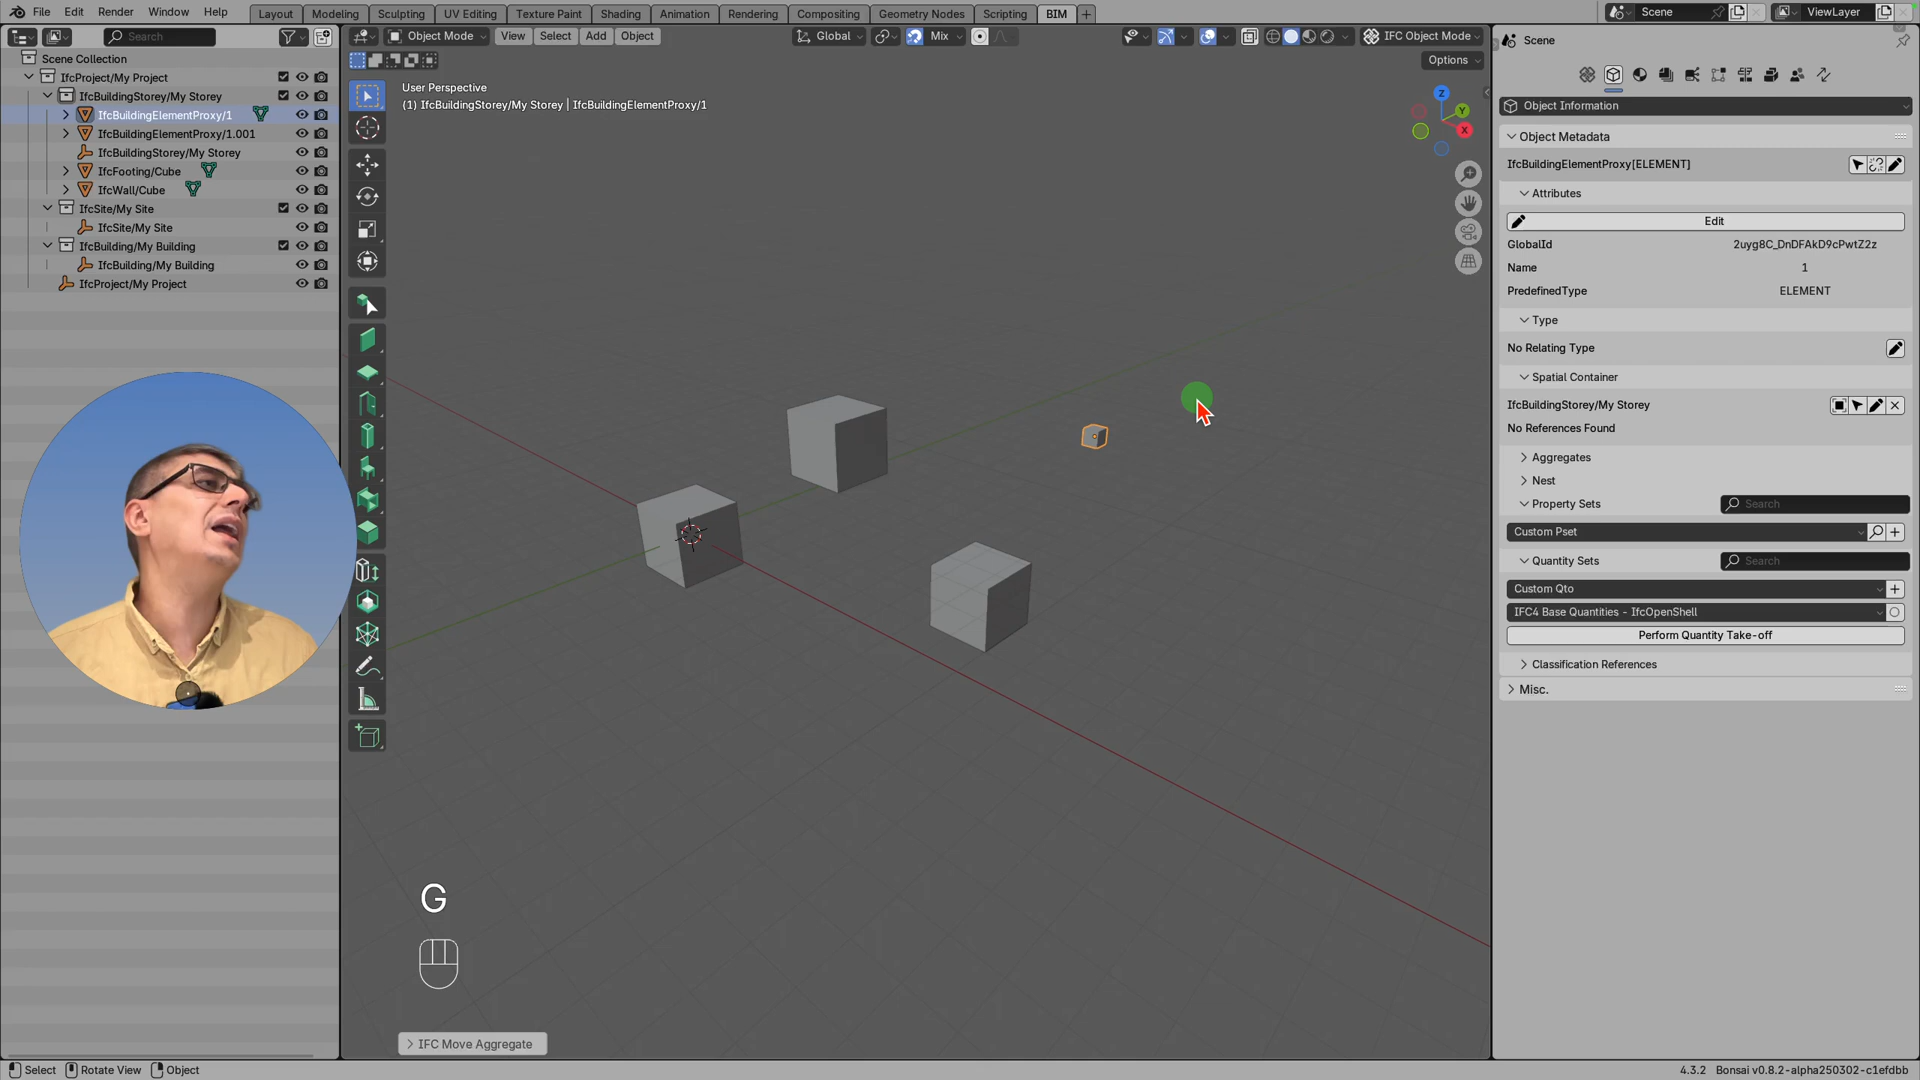 File Edit Render Window Help
Layout Modeling Sculpting UV Editing Texture Paint Shading Animation Rendering Compositing Geometry Nodes Scripting BIM +
Scene
ViewLayer
Search
Object Mode View Select Add Object
Global
Mix
IFC Object Mode
Options
Scene Collection
IfcProject/My Project
IfcBuildingStorey/My Storey
IfcBuildingElementProxy/1
IfcBuildingElementProxy/1.001
IfcBuildingStorey/My Storey
IfcFooting/Cube
IfcWall/Cube
IfcSite/My Site
IfcSite/My Site
IfcBuilding/My Building
IfcBuilding/My Building
IfcProject/My Project
User Perspective
(1) IfcBuildingStorey/My Storey | IfcBuildingElementProxy/1
Z
Y
X
G
IFC Move Aggregate
Scene
Object Information
Object Metadata
IfcBuildingElementProxy[ELEMENT]
Attributes
Edit
GlobalId 2uyg8C_DnDFAkD9cPwtZ2z
Name 1
PredefinedType ELEMENT
Type
No Relating Type
Spatial Container
IfcBuildingStorey/My Storey
No References Found
Aggregates
Nest
Property Sets Search
Custom Pset
Quantity Sets Search
Custom Qto
IFC4 Base Quantities - IfcOpenShell
Perform Quantity Take-off
Classification References
Misc.
Select Rotate View Object
4.3.2 Bonsai v0.8.2-alpha250302-c1efdbb